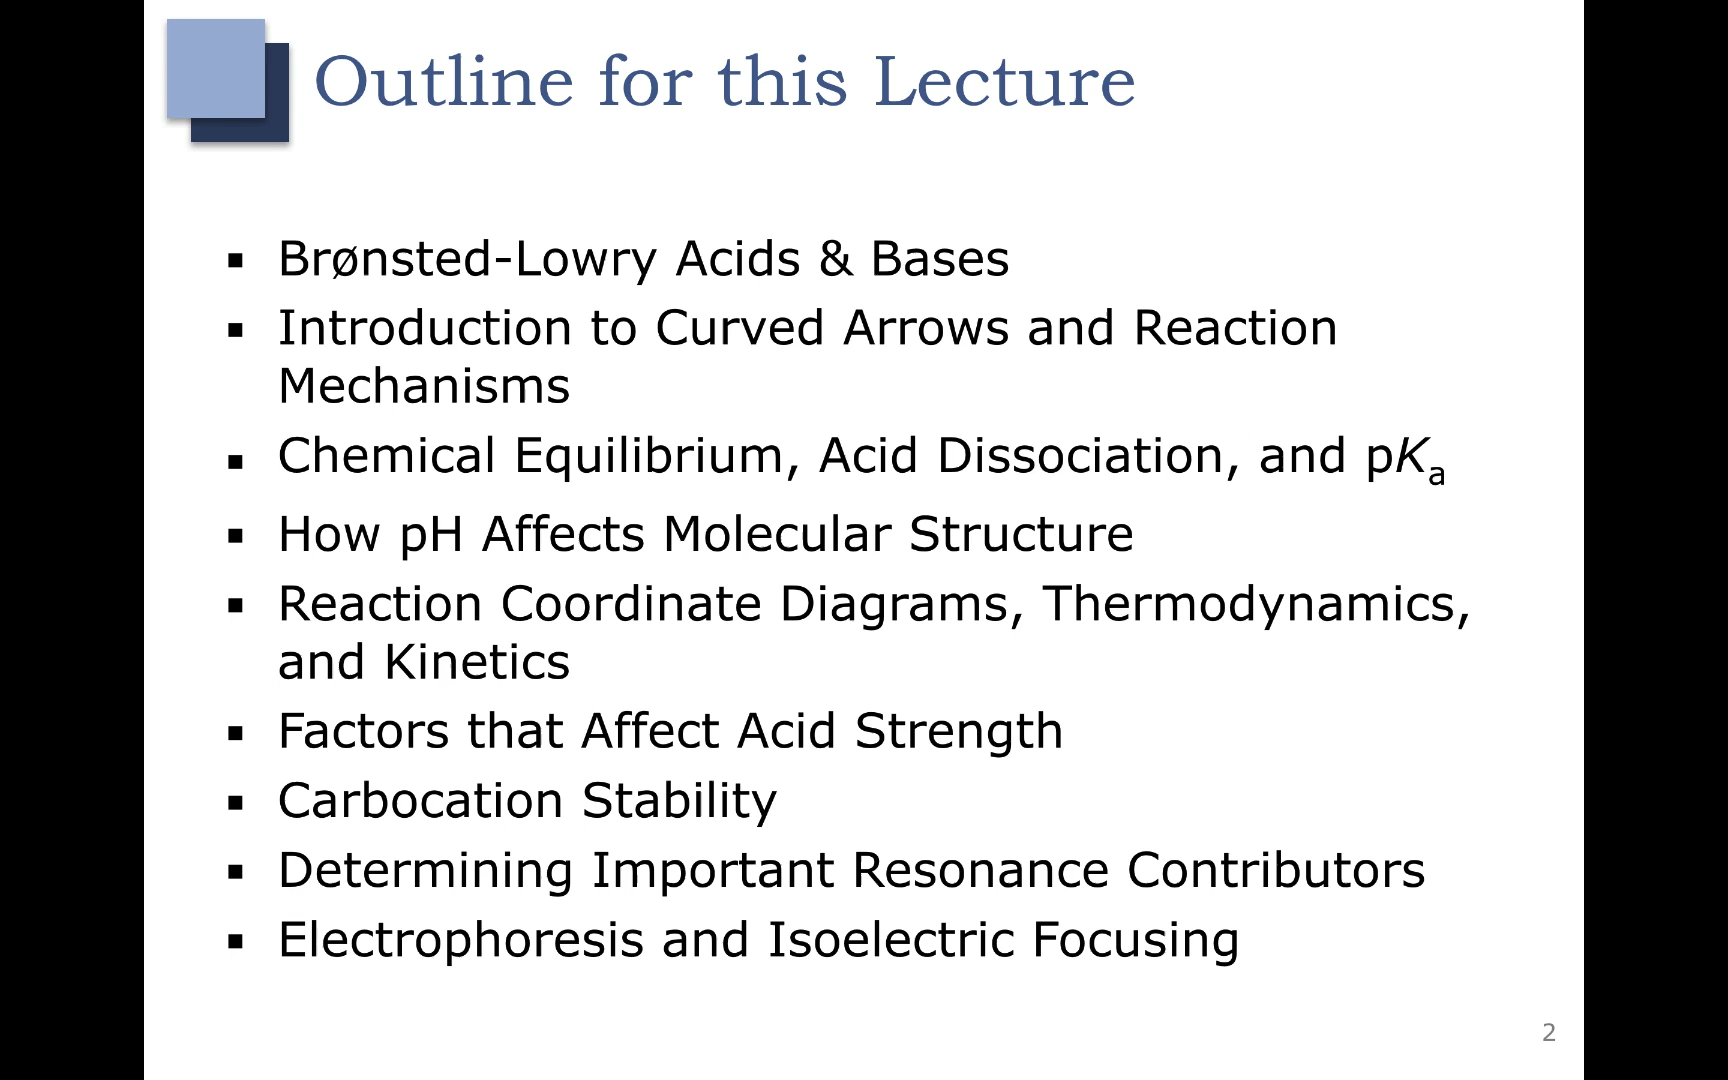 Outline for this Lecture
▪ Brønsted-Lowry Acids & Bases
▪ Introduction to Curved Arrows and Reaction
Mechanisms
▪ Chemical Equilibrium, Acid Dissociation, and pKa
▪ How pH Affects Molecular Structure
▪ Reaction Coordinate Diagrams, Thermodynamics,
and Kinetics
▪ Factors that Affect Acid Strength
▪ Carbocation Stability
▪ Determining Important Resonance Contributors
▪ Electrophoresis and Isoelectric Focusing
2